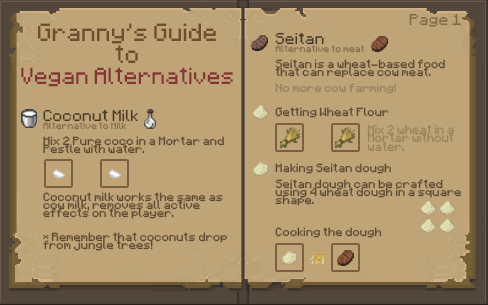 Granny's Guide
to
Vegan Alternatives
Coconut Milk
Alternative to Milk
Mix 2 Pure coco in a Mortar and
Pestle with water.
Coconut milk works the same as
cow milk, removes all active
effects on the player.
* Remember that coconuts drop
from jungle trees!
Page 1
Seitan
Alternative to meat
Seitan is a wheat-based food
that can replace cow meat.
No more cow farming!
Getting Wheat Flour
Mix 2 wheat in a
Mortar without
water.
Making Seitan dough
Seitan dough can be crafted
using 4 wheat dough in a square
shape.
Cooking the dough